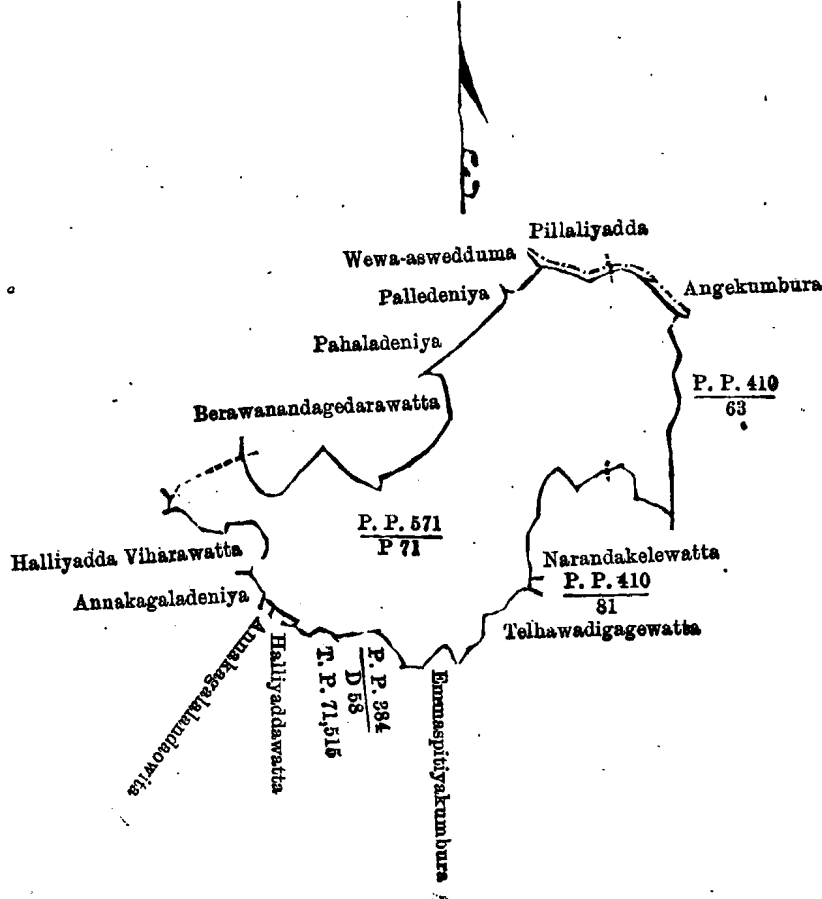 Pillaliyadda
Wewa-aswedduma
Angekumbura
Palledeniya
Pahaladeniya
P. P. 410
63
Berawanandagedarawatta
P. P. 571
P 71
Halliyadda Viharawatta
Narandakelewatta
P. P. 410
81
Annakagaladeniya
Telhawadigagewatta
Annakagalalandaowita
Halliyaddawatta
T. P. 71,515
P. P. 384
D 58
Emmaspitiyakumbura